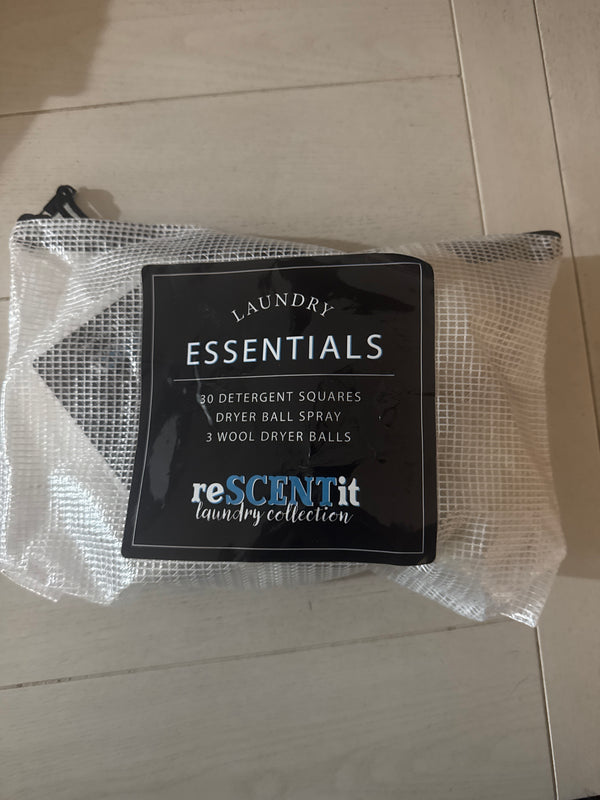 LAUNDRY
ESSENTIALS
30 DETERGENT SQUARES
DRYER BALL SPRAY
3 WOOL DRYER BALLS
reSCENTit
laundry collection